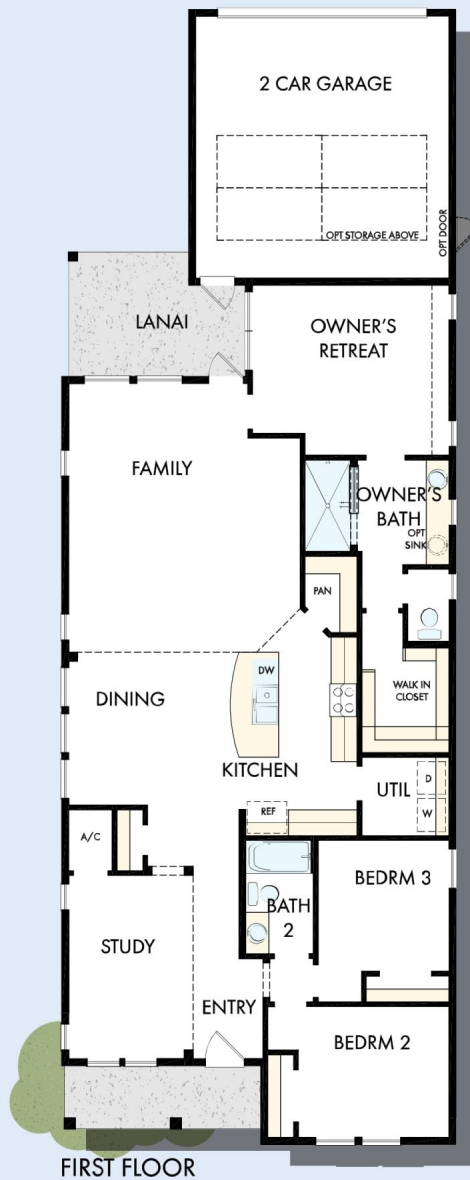 2 CAR GARAGE
OPT STORAGE ABOVE
OPT DOOR
LANAI
OWNER'S
RETREAT
FAMILY
OWNER'S
BATH
OPT
SINK
PAN
DW
DINING
WALK IN
CLOSET
KITCHEN
UTIL
D
W
REF
A/C
BEDRM 3
BATH
2
STUDY
ENTRY
BEDRM 2
FIRST FLOOR